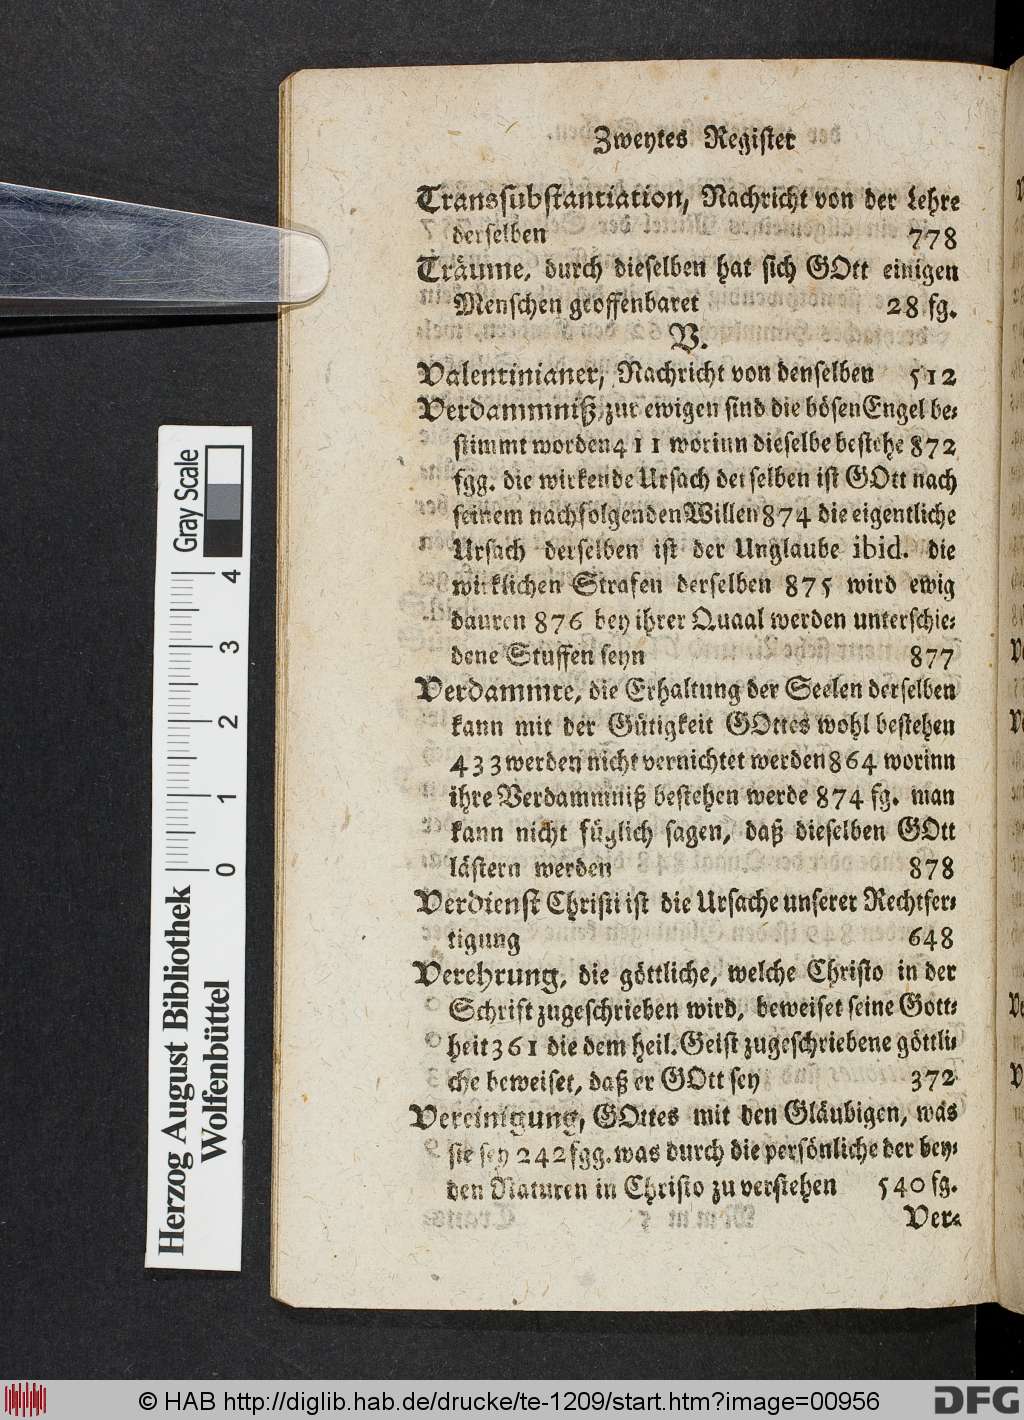 Zweytes Register
Transsubstantiation, Nachricht von der Lehre
derselben 778
Träume, durch dieselben hat sich GOtt einigen
Menschen geoffenbaret 28 fg.
V.
Valentinianer, Nachricht von denselben 512
Verdammniß, zur ewigen sind die bösen Engel be-
stimmt worden 411 worinn dieselbe bestehe 872
fgg. die wirkende Ursach derselben ist GOtt nach
seinem nachfolgenden Willen 874 die eigentliche
Ursach derselben ist der Unglaube ibid. die
wirklichen Strafen derselben 875 wird ewig
dauren 876 bey ihrer Quaal werden unterschie-
dene Stuffen seyn 877
Verdammte, die Erhaltung der Seelen derselben
kann mit der Gütigkeit GOttes wohl bestehen
433 werden nicht vernichtet werden 864 worinn
ihre Verdammniß bestehen werde 874 fg. man
kann nicht füglich sagen, daß dieselben GOtt
lästern werden 878
Verdienst Christi ist die Ursache unserer Rechtfer-
tigung 648
Verehrung, die göttliche, welche Christo in der
Schrift zugeschrieben wird, beweiset seine Gott-
heit 361 die dem heil. Geist zugeschriebene göttli-
che beweiset, daß er GOtt sey 372
Vereinigung, GOttes mit den Gläubigen, was
sie sey 242 fgg. was durch die persönliche der bey-
den Naturen in Christo zu verstehen 540 fg.
Ver-
Herzog August Bibliothek
Wolfenbüttel
0 1 2 3 4
Gray Scale
© HAB http://diglib.hab.de/drucke/te-1209/start.htm?image=00956
DFG